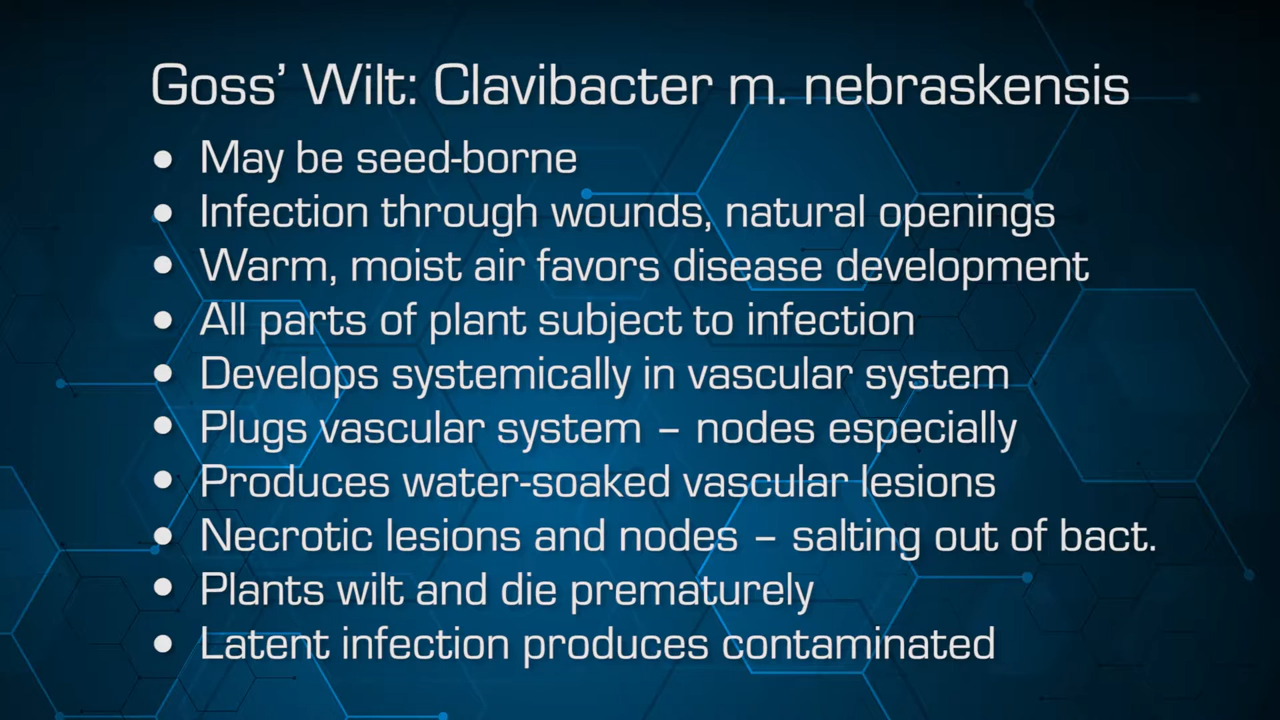 Goss’ Wilt: Clavibacter m. nebraskensis
• May be seed-borne
• Infection through wounds, natural openings
• Warm, moist air favors disease development
• All parts of plant subject to infection
• Develops systemically in vascular system
• Plugs vascular system – nodes especially
• Produces water-soaked vascular lesions
• Necrotic lesions and nodes – salting out of bact.
• Plants wilt and die prematurely
• Latent infection produces contaminated